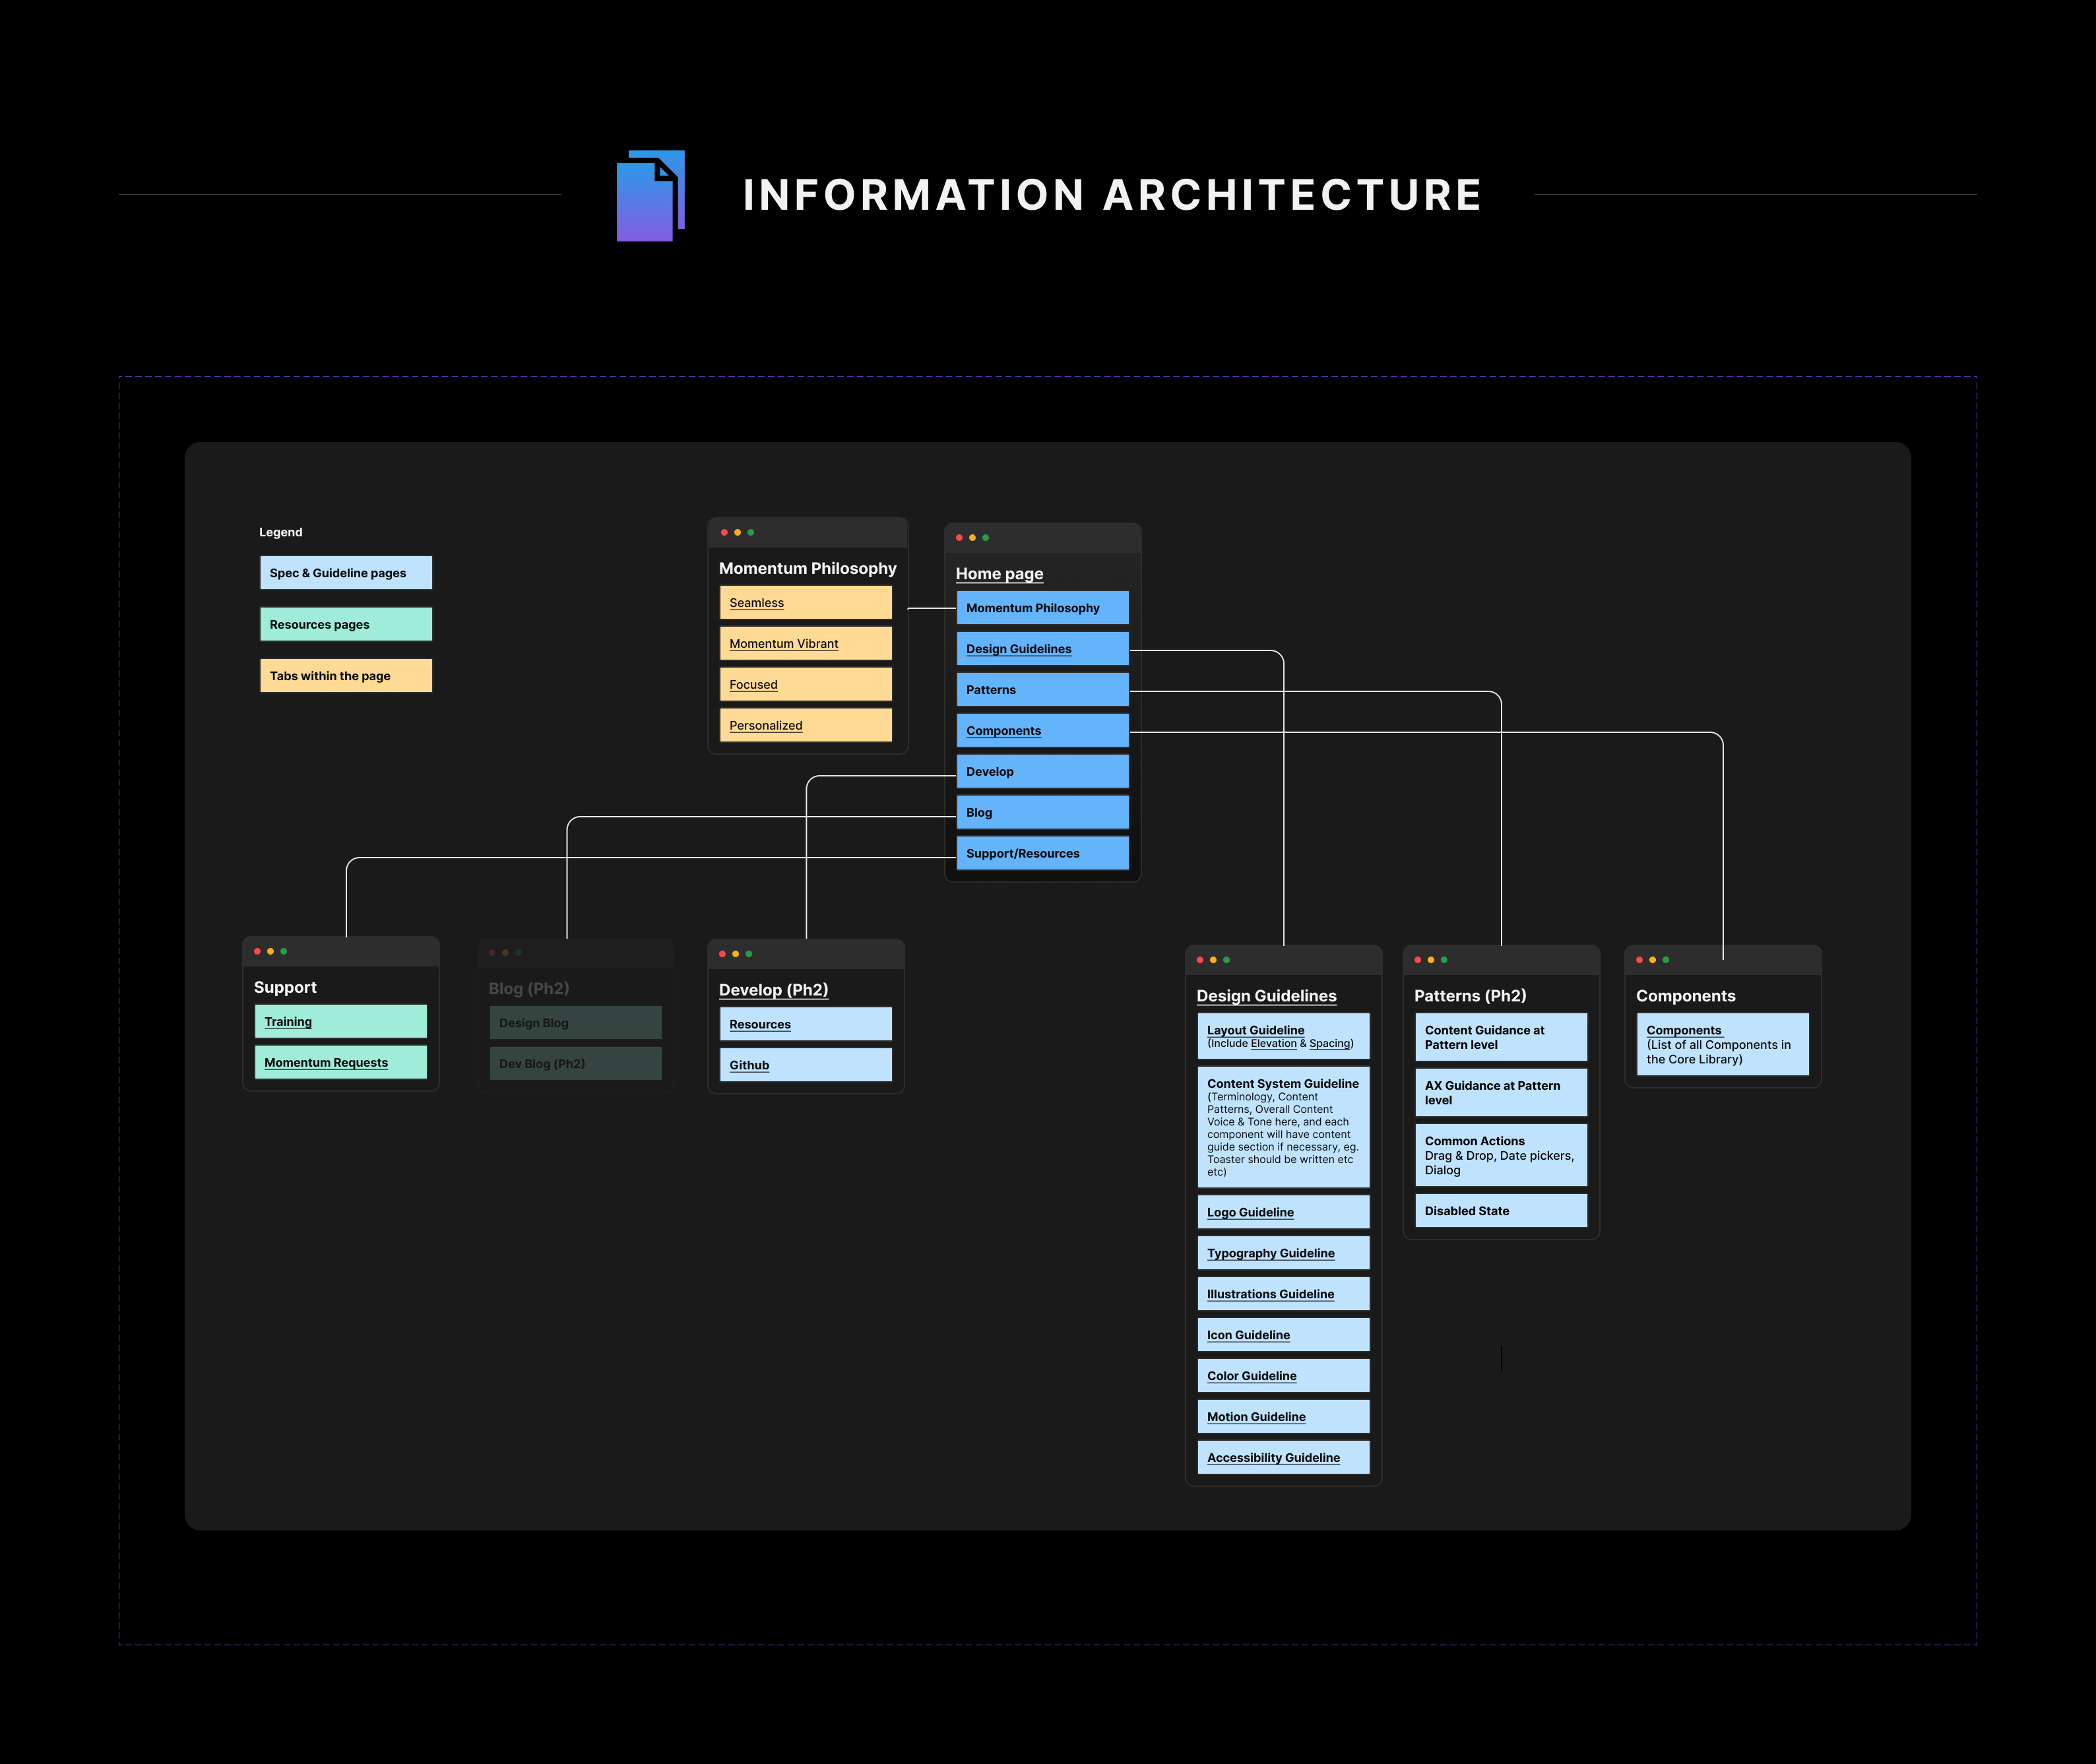 INFORMATION ARCHITECTURE
Legend
Spec & Guideline pages
Resources pages
Tabs within the page
Momentum Philosophy
Seamless
Momentum Vibrant
Focused
Personalized
Home page
Momentum Philosophy
Design Guidelines
Patterns
Components
Develop
Blog
Support/Resources
Support
Training
Momentum Requests
Blog (Ph2)
Design Blog
Dev Blog (Ph2)
Develop (Ph2)
Resources
Github
Design Guidelines
Layout Guideline
(Include Elevation & Spacing)
Content System Guideline
(Terminology, Content
Patterns, Overall Content
Voice & Tone here, and each
component will have content
guide section if necessary, eg.
Toaster should be written etc
etc)
Logo Guideline
Typography Guideline
Illustrations Guideline
Icon Guideline
Color Guideline
Motion Guideline
Accessibility Guideline
Patterns (Ph2)
Content Guidance at
Pattern level
AX Guidance at Pattern
level
Common Actions
Drag & Drop, Date pickers,
Dialog
Disabled State
Components
Components
(List of all Components in
the Core Library)